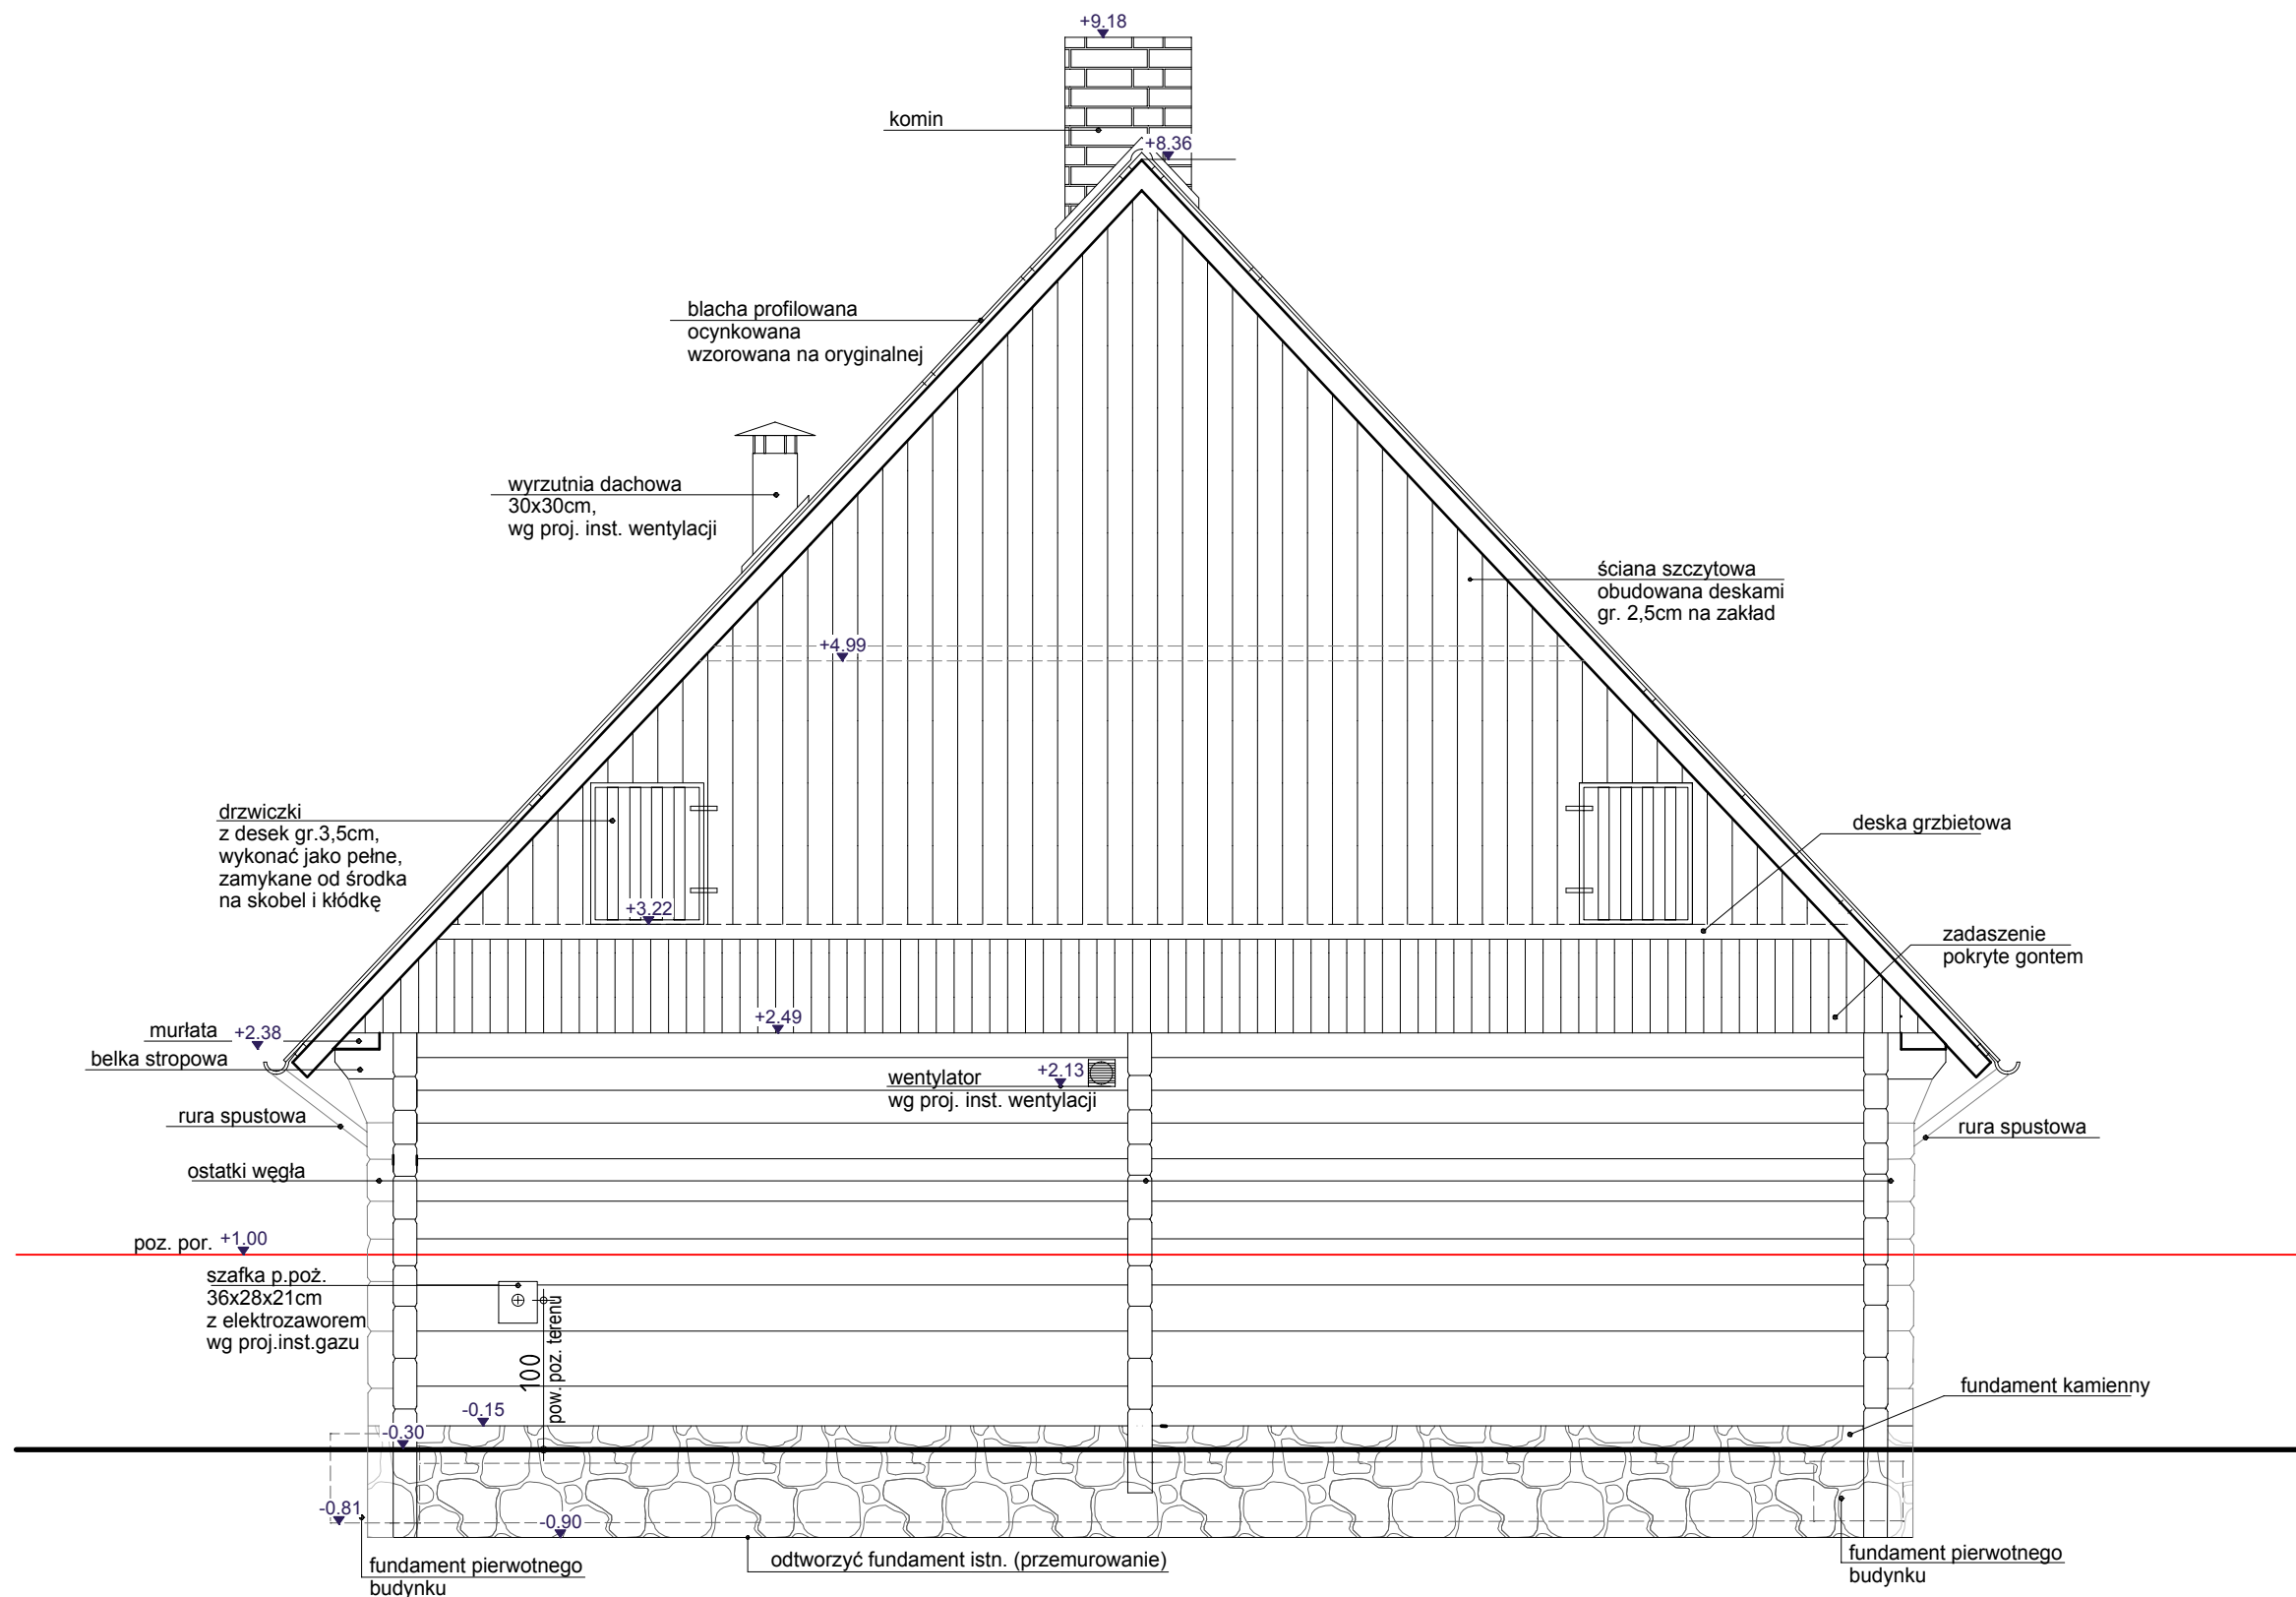 +9.18
komin
+8.36
blacha profilowana
ocynkowana
wzorowana na oryginalnej
wyrzutnia dachowa
30x30cm,
wg proj. inst. wentylacji
ściana szczytowa
obudowana deskami
gr. 2,5cm na zakład
+4.99
drzwiczki
z desek gr.3,5cm,
wykonać jako pełne,
zamykane od środka
na skobel i kłódkę
deska grzbietowa
+3.22
zadaszenie
pokryte gontem
+2.49
murłata +2.38
belka stropowa
wentylator +2.13
wg proj. inst. wentylacji
rura spustowa
rura spustowa
ostatki węgła
poz. por. +1.00
szafka p.poż.
36x28x21cm
z elektrozaworem
wg proj.inst.gazu
100
pow. poz. terenu
fundament kamienny
-0.15
-0.30
-0.81
-0.90
fundament pierwotnego
budynku
odtworzyć fundament istn. (przemurowanie)
fundament pierwotnego
budynku